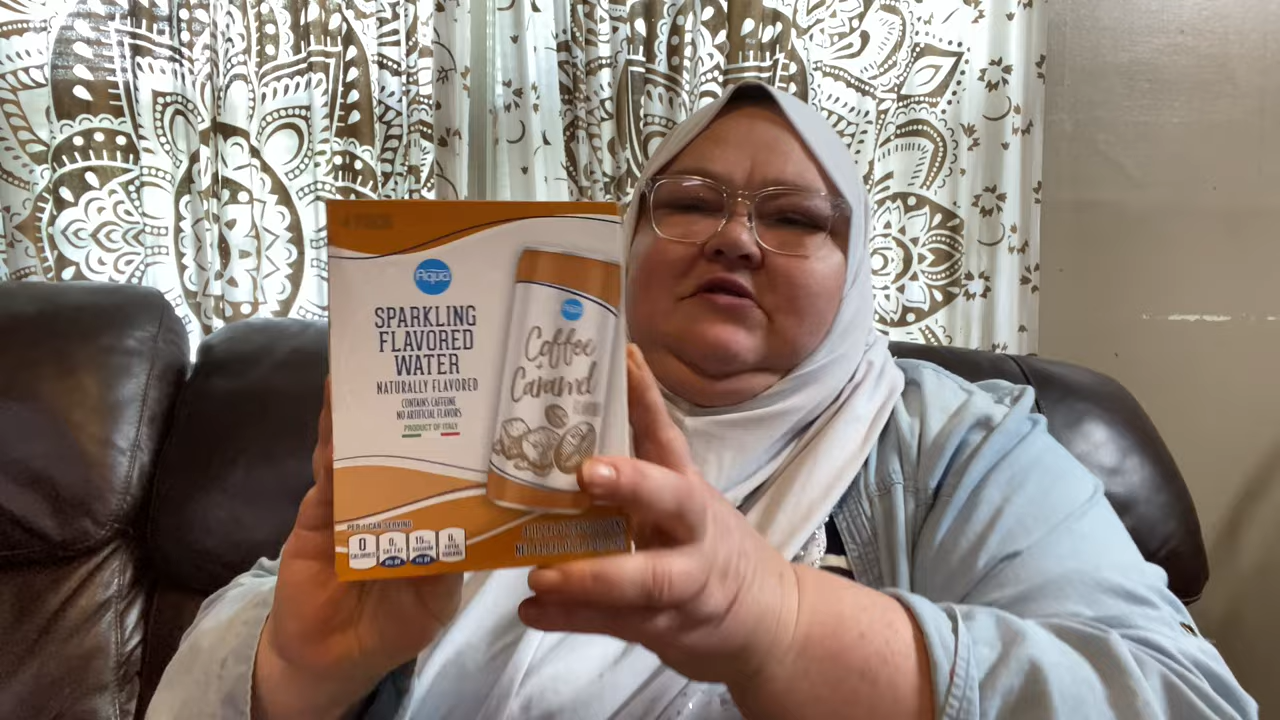 4 PACK
Aqua
SPARKLING
FLAVORED
WATER
NATURALLY FLAVORED
CONTAINS CAFFEINE
NO ARTIFICIAL FLAVORS
PRODUCT OF ITALY
Aqua
Coffee
+
Caramel
PER 1 CAN SERVING
0
CALORIES
0g
SAT FAT
0% DV
15mg
SODIUM
1% DV
0g
TOTAL
SUGARS